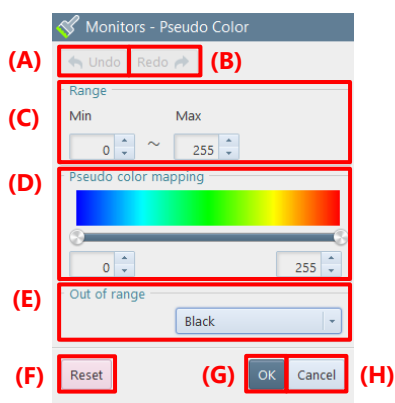 Monitors - Pseudo Color
(A) Undo Redo (B)
Range
(C) Min Max
0 ~ 255
(D) Pseudo color mapping
0 255
(E) Out of range
Black
(F) Reset (G) OK Cancel (H)